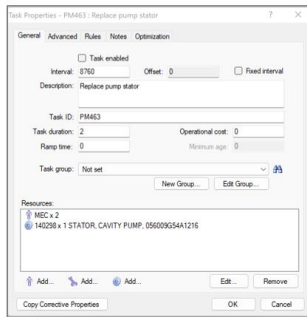 Task Properties - PM463 : Replace pump stator ? ×
General Advanced Rules Notes Optimization
Task enabled
Interval: 8760 Offset: 0 Fixed interval
Description: Replace pump stator
Task ID: PM463
Task duration: 2 Operational cost: 0
Ramp time: 0 Minimum age: 0
Task group: Not set
New Group... Edit Group...
Resources:
MEC x 2
140298 x 1 STATOR, CAVITY PUMP, 056009G54A1216
Add... Add... Add... Edit... Remove
Copy Corrective Properties OK Cancel